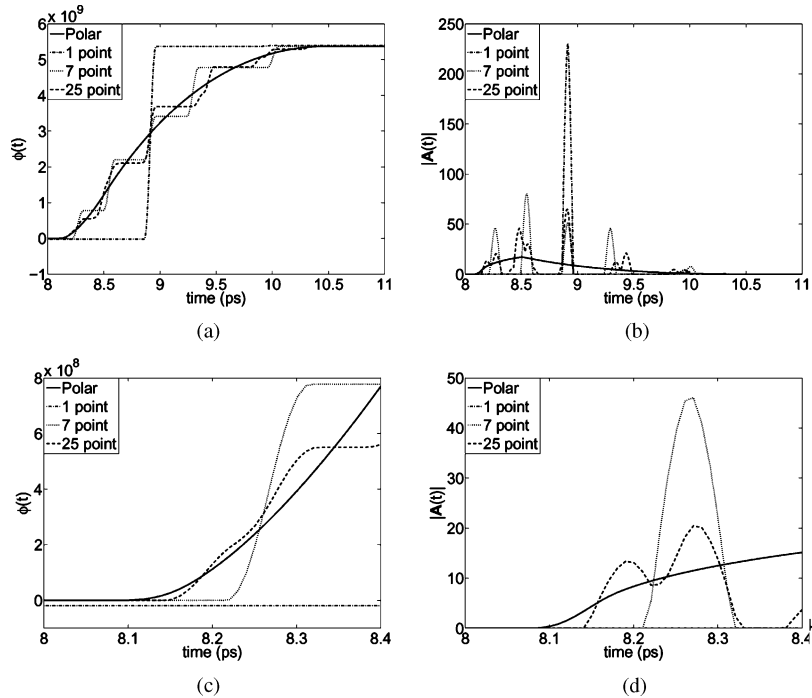 6 x 10^9
Polar
1 point
7 point
25 point
5
4
3
2
1
0
−1
8 8.5 9 9.5 10 10.5 11
ϕ(t)
time (ps)
(a)
250
200
150
100
50
0
Polar
1 point
7 point
25 point
8 8.5 9 9.5 10 10.5 11
|A(t)|
time (ps)
(b)
8 x 10^8
Polar
1 point
7 point
25 point
6
4
2
0
8 8.1 8.2 8.3 8.4
ϕ(t)
time (ps)
(c)
50
40
30
20
10
0
Polar
1 point
7 point
25 point
8 8.1 8.2 8.3 8.4
|A(t)|
time (ps)
(d)